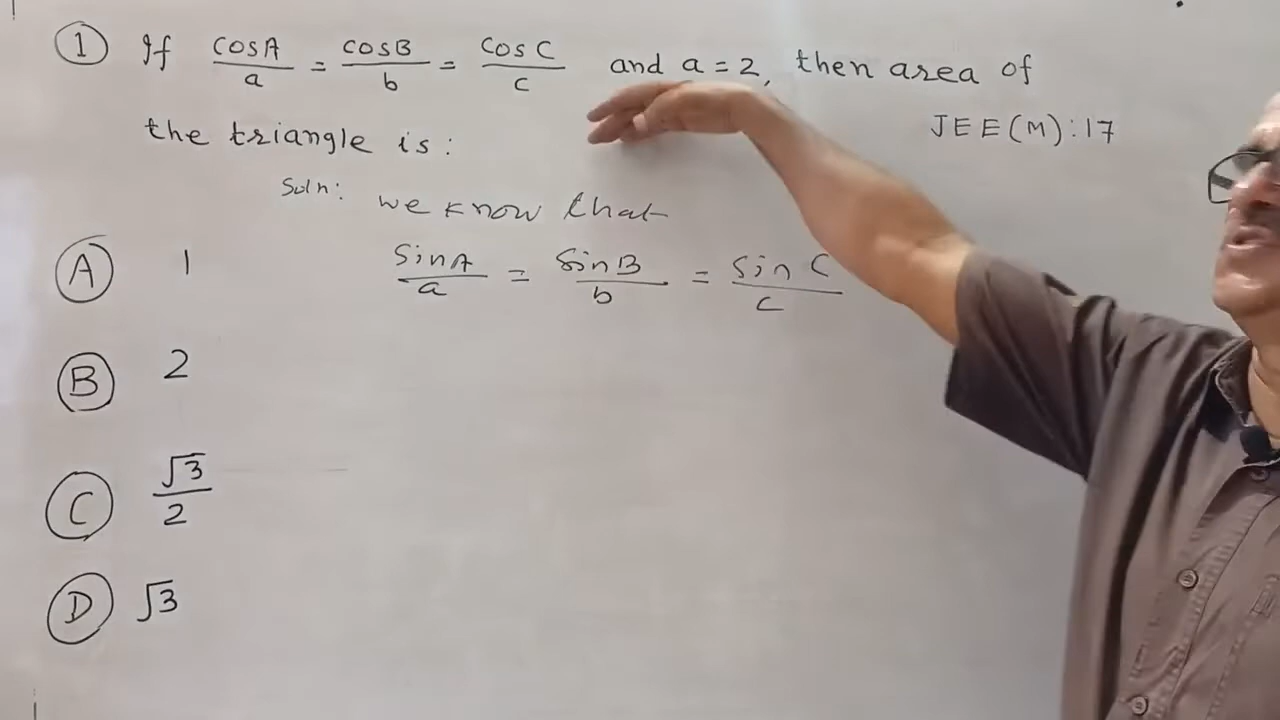 ① If cosA/a = cosB/b = cosC/c and a = 2, then area of
the triangle is:
JEE(M):17
Soln: we know that
sinA/a = sinB/b = sinC/c
Ⓐ 1
Ⓑ 2
Ⓒ √3/2
Ⓓ √3